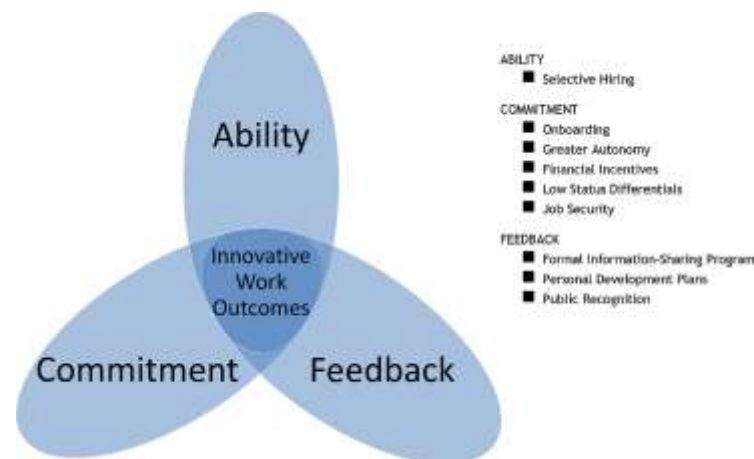 Ability
Innovative
Work
Outcomes
Commitment
Feedback
ABILITY
■ Selective Hiring
COMMITMENT
■ Onboarding
■ Greater Autonomy
■ Financial Incentives
■ Low Status Differentials
■ Job Security
FEEDBACK
■ Formal Information-Sharing Program
■ Personal Development Plans
■ Public Recognition